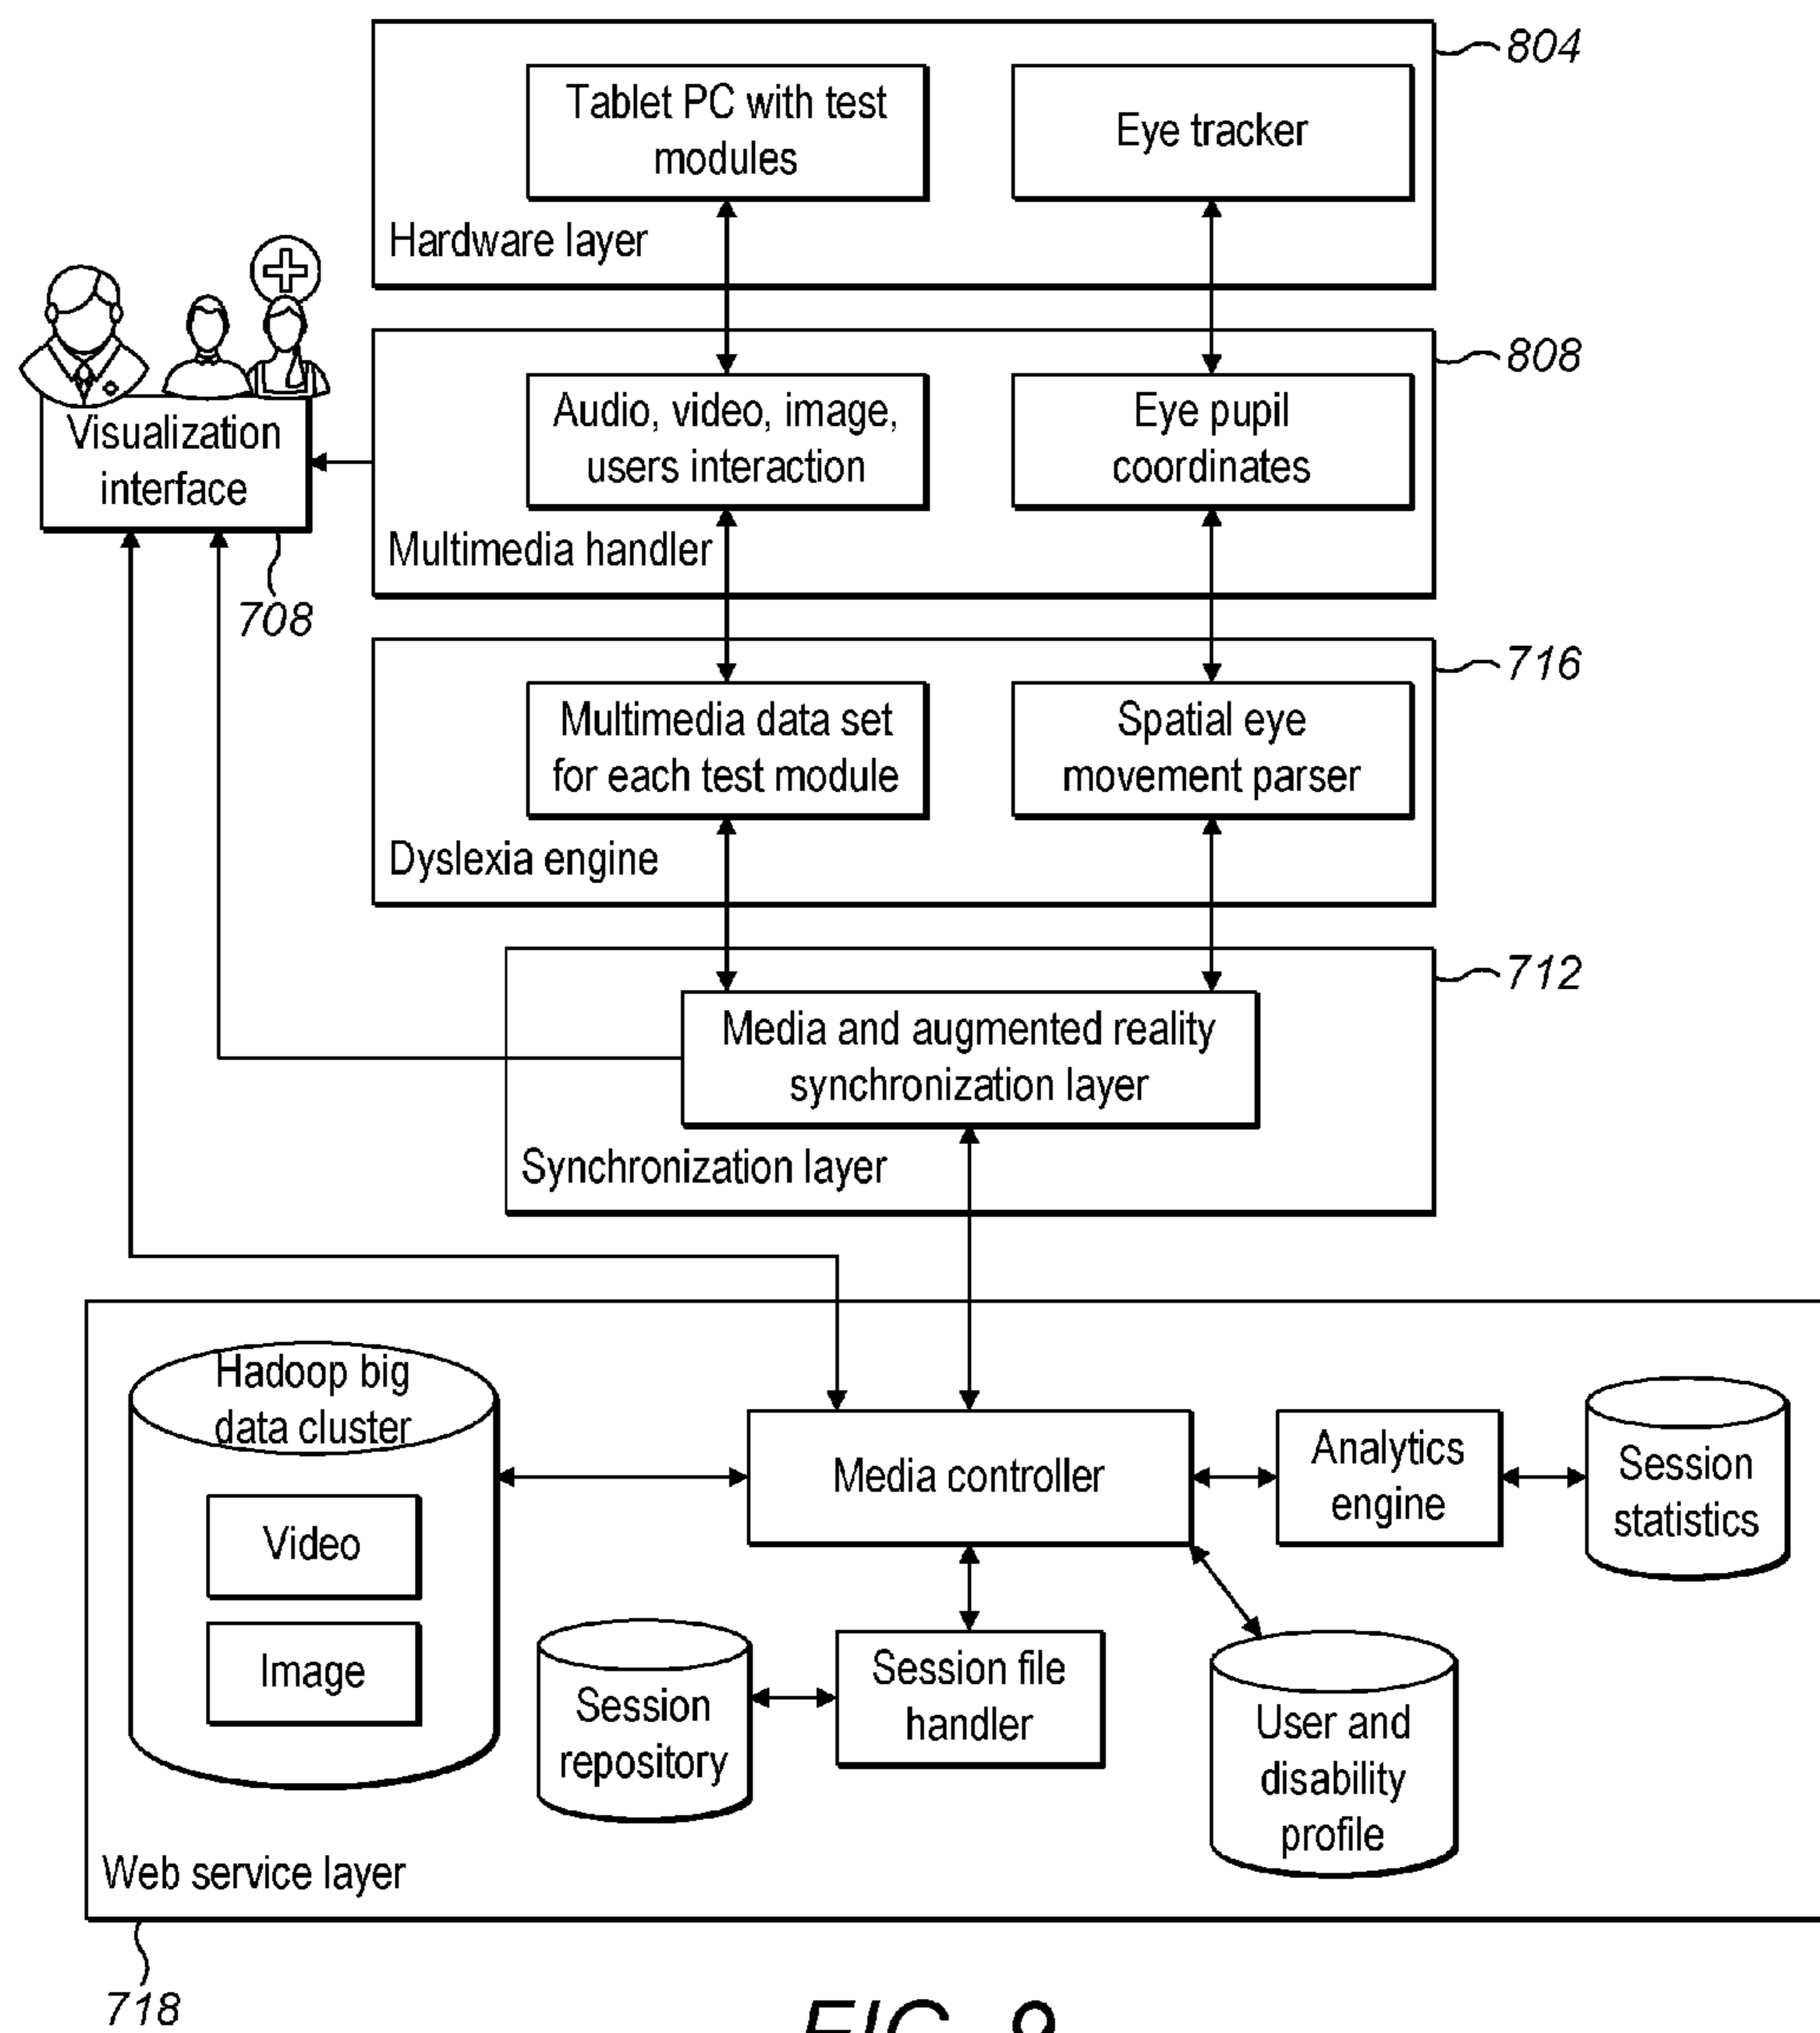 804
Tablet PC with test
modules
Eye tracker
Hardware layer
808
Visualization
interface
708
Audio, video, image,
users interaction
Eye pupil
coordinates
Multimedia handler
716
Multimedia data set
for each test module
Spatial eye
movement parser
Dyslexia engine
712
Media and augmented reality
synchronization layer
Synchronization layer
Hadoop big
data cluster
Video
Image
Media controller
Analytics
engine
Session
statistics
Session
repository
Session file
handler
User and
disability
profile
Web service layer
718
FIG. 9